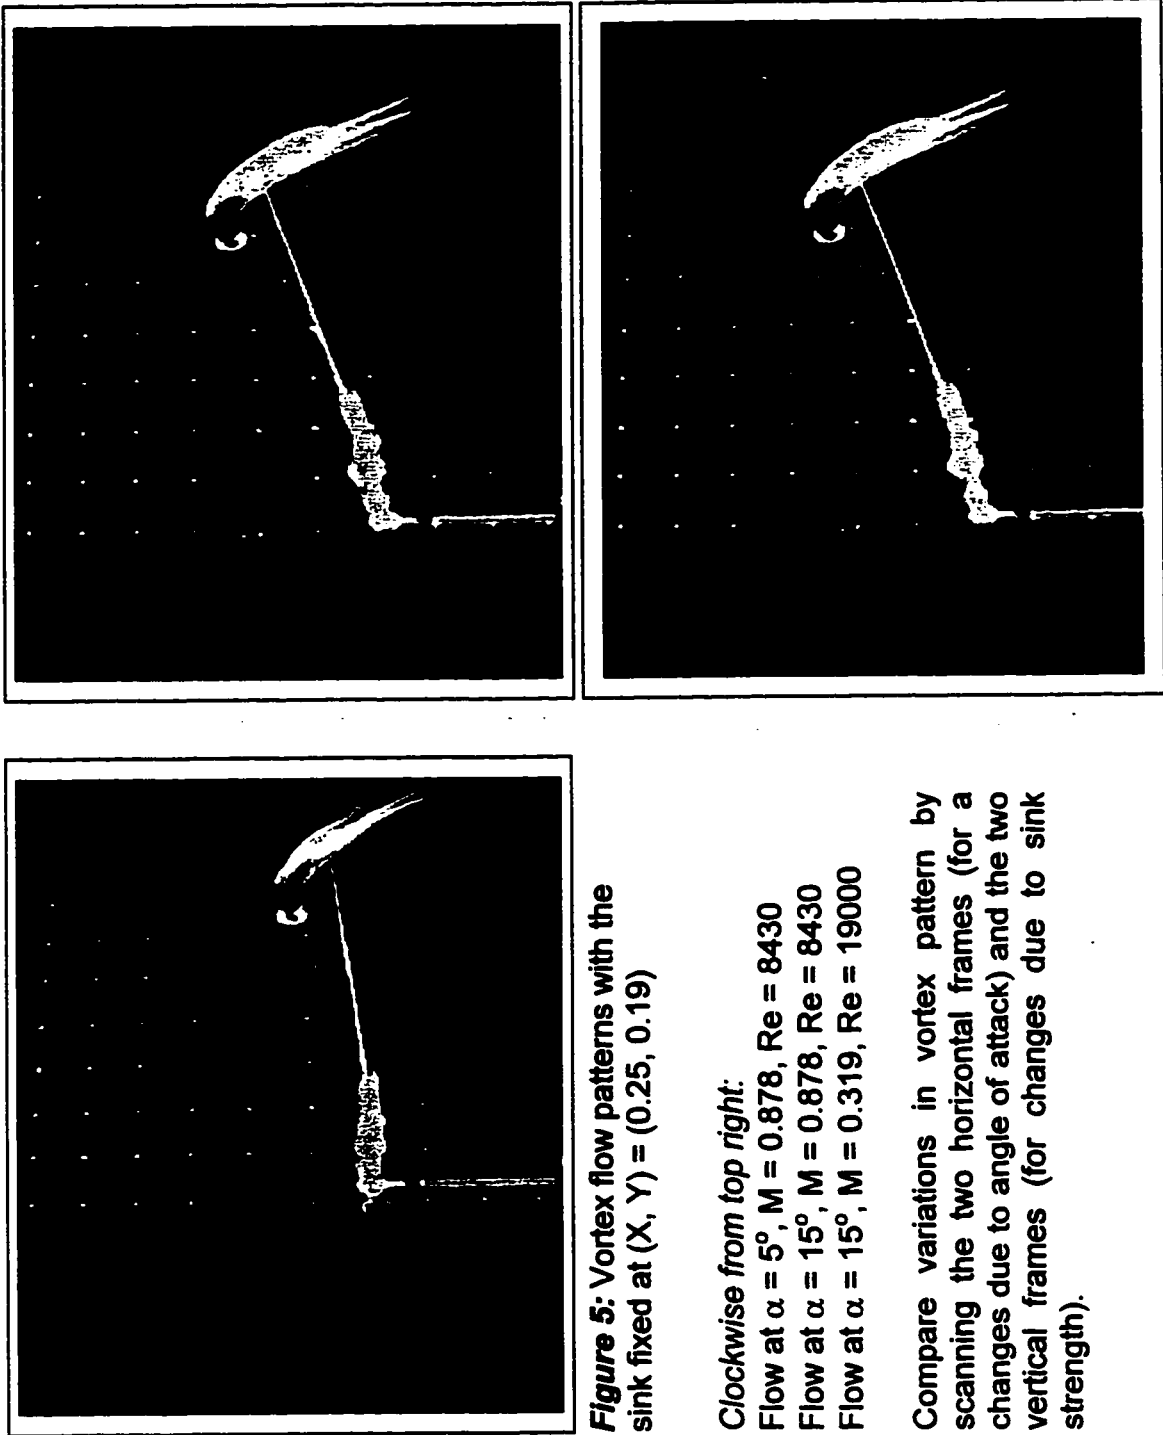 Figure 5: Vortex flow patterns with the
sink fixed at (X, Y) = (0.25, 0.19)
Clockwise from top right:
Flow at α = 5º, M = 0.878, Re = 8430
Flow at α = 15º, M = 0.878, Re = 8430
Flow at α = 15º, M = 0.319, Re = 19000
Compare variations in vortex pattern by
scanning the two horizontal frames (for a
changes due to angle of attack) and the two
vertical frames (for changes due to sink
strength).